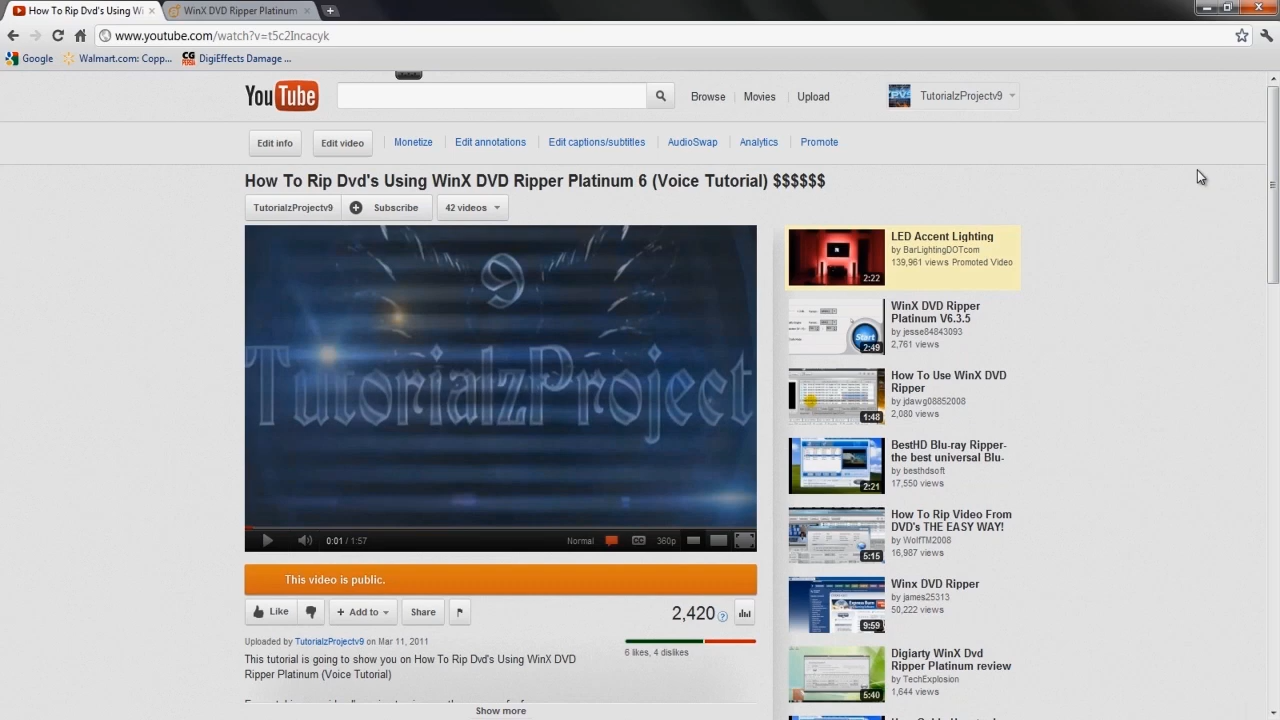 How To Rip Dvd's Using Wi
WinX DVD Ripper Platinum
www.youtube.com/watch?v=t5c2Incacyk
Google
Walmart.com: Copp...
DigiEffects Damage ...
YouTube
Browse
Movies
Upload
TutorialzProjectv9
Edit info
Edit video
Monetize
Edit annotations
Edit captions/subtitles
AudioSwap
Analytics
Promote
How To Rip Dvd's Using WinX DVD Ripper Platinum 6 (Voice Tutorial) $$$$$$
TutorialzProjectv9
Subscribe
42 videos
9
TutorialzProject
0:01 / 1:57
Normal
CC
360p
This video is public.
Like
+ Add to
Share
2,420
Uploaded by TutorialzProjectv9 on Mar 11, 2011
6 likes, 4 dislikes
This tutorial is going to show you on How To Rip Dvd's Using WinX DVD
Ripper Platinum (Voice Tutorial)
Show more
LED Accent Lighting
by BarLightingDOTcom
139,961 views Promoted Video
2:22
WinX DVD Ripper
Platinum V6.3.5
by jesse84843093
2,761 views
Start
2:49
How To Use WinX DVD
Ripper
by jdawg08852008
2,080 views
1:48
BestHD Blu-ray Ripper-
the best universal Blu-
by besthdsoft
17,550 views
2:21
How To Rip Video From
DVD's THE EASY WAY!
by WolfTM2008
16,987 views
5:15
Winx DVD Ripper
by james25313
50,222 views
9:59
Digiarty WinX Dvd
Ripper Platinum review
by TechExplosion
1,644 views
5:40